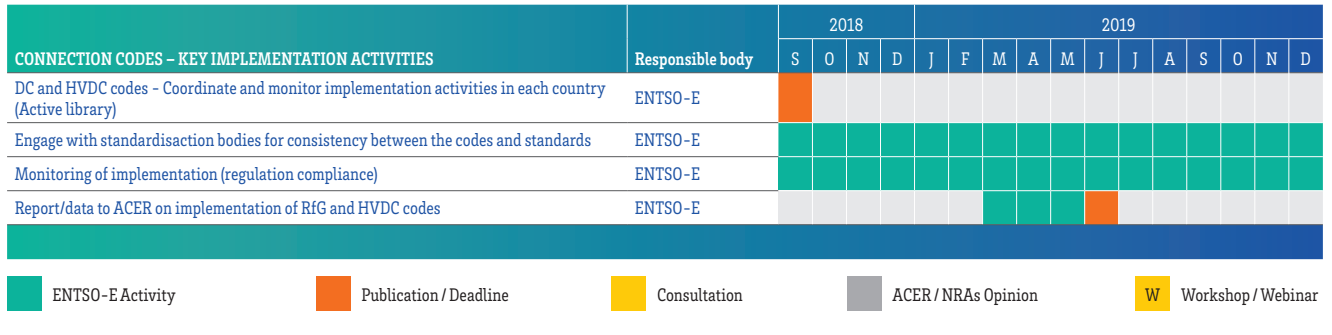 2018 2019
CONNECTION CODES – KEY IMPLEMENTATION ACTIVITIES Responsible body S O N D J F M A M J J A S O N D
DC and HVDC codes - Coordinate and monitor implementation activities in each country
(Active library) ENTSO-E
Engage with standardisaction bodies for consistency between the codes and standards ENTSO-E
Monitoring of implementation (regulation compliance) ENTSO-E
Report/data to ACER on implementation of RfG and HVDC codes ENTSO-E
ENTSO-E Activity Publication / Deadline Consultation ACER / NRAs Opinion W Workshop / Webinar